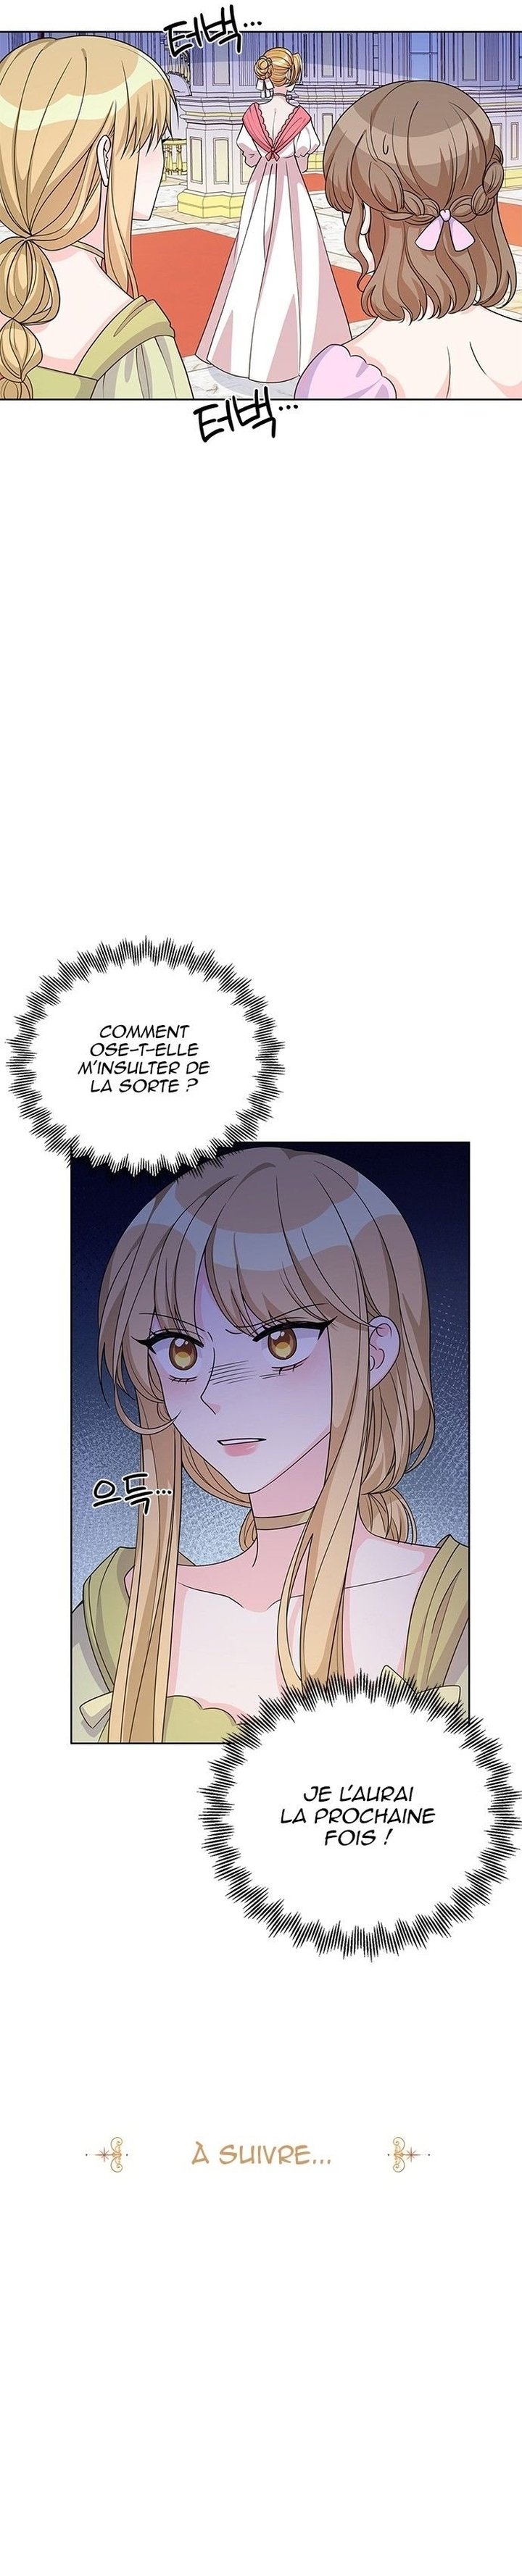 터벅...
터벅...
COMMENT
OSE-T-ELLE
M'INSULTER DE
LA SORTE ?
으득...
JE L'AURAI
LA PROCHAINE
FOIS !
À SUIVRE...